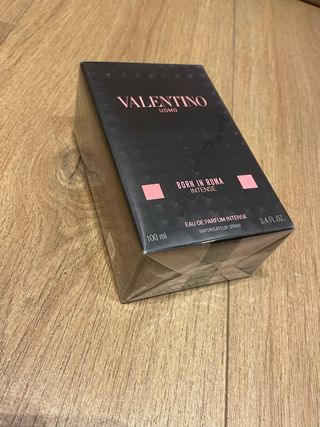 VALENTINO
UOMO
BORN IN ROMA
INTENSE
EAU DE PARFUM INTENSE
100 ml VAPORISATEUR SPRAY 3.4 FL.OZ.